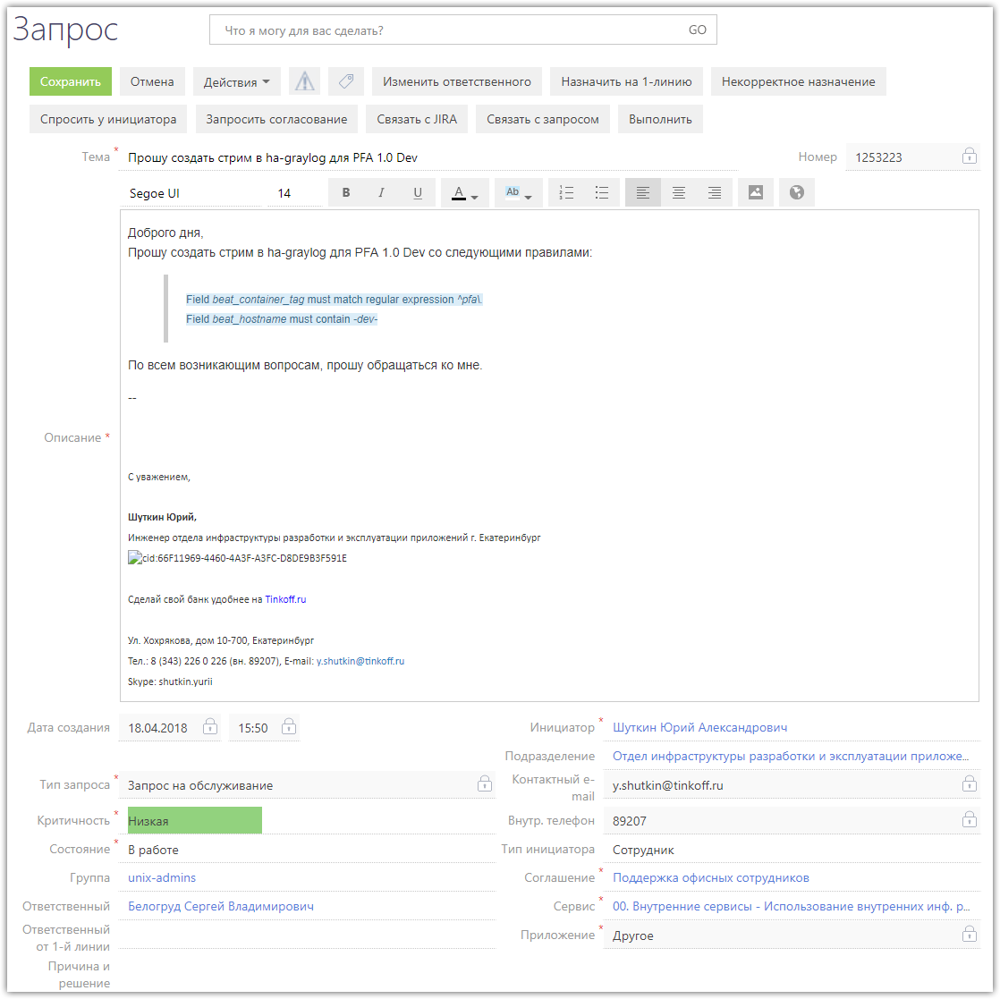 Запрос
Что я могу для вас сделать? GO
Сохранить Отмена Действия Изменить ответственного Назначить на 1-линию Некорректное назначение
Спросить у инициатора Запросить согласование Связать с JIRA Связать с запросом Выполнить
Тема * Прошу создать стрим в ha-graylog для PFA 1.0 Dev Номер 1253223
Segoe UI 14 B I U A Ab
Доброго дня,
Прошу создать стрим в ha-graylog для PFA 1.0 Dev со следующими правилами:
Field beat_container_tag must match regular expression ^pfa\.
Field beat_hostname must contain -dev-
По всем возникающим вопросам, прошу обращаться ко мне.
--
Описание *
С уважением,
Шуткин Юрий,
Инженер отдела инфраструктуры разработки и эксплуатации приложений г. Екатеринбург
cid:66F11969-4460-4A3F-A3FC-D8DE9B3F591E
Сделай свой банк удобнее на Tinkoff.ru
Ул. Хохрякова, дом 10-700, Екатеринбург
Тел.: 8 (343) 226 0 226 (вн. 89207), E-mail: y.shutkin@tinkoff.ru
Skype: shutkin.yurii
Дата создания 18.04.2018 15:50
Тип запроса * Запрос на обслуживание
Критичность * Низкая
Состояние * В работе
Группа unix-admins
Ответственный Белогруд Сергей Владимирович
Ответственный
от 1-й линии
Причина и
решение
Инициатор * Шуткин Юрий Александрович
Подразделение Отдел инфраструктуры разработки и эксплуатации приложе...
Контактный e-
mail y.shutkin@tinkoff.ru
Внутр. телефон 89207
Тип инициатора Сотрудник
Соглашение * Поддержка офисных сотрудников
Сервис * 00. Внутренние сервисы - Использование внутренних инф. р...
Приложение * Другое